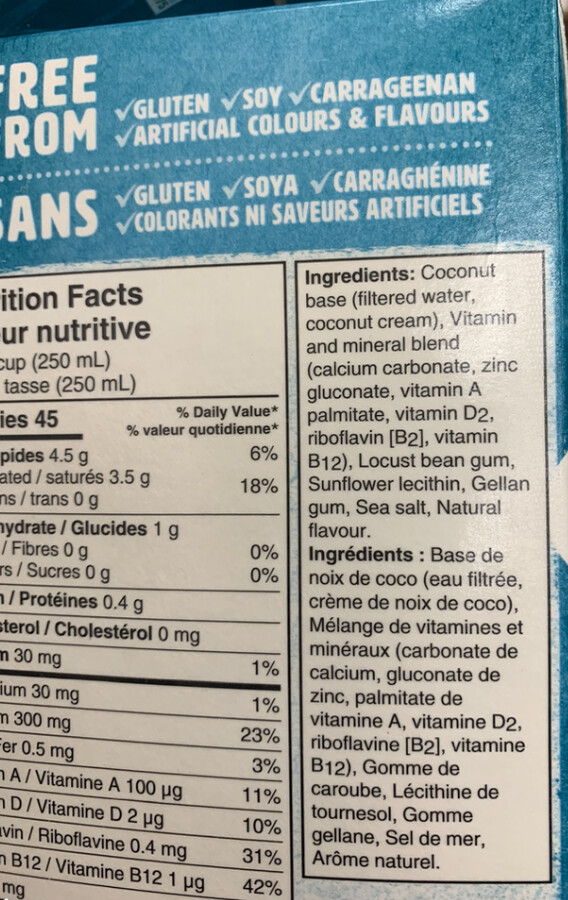 FREE
FROM
✓GLUTEN ✓SOY ✓CARRAGEENAN
✓ARTIFICIAL COLOURS & FLAVOURS
SANS
✓GLUTEN ✓SOYA ✓CARRAGHÉNINE
✓COLORANTS NI SAVEURS ARTIFICIELS
ition Facts
ur nutritive
cup (250 mL)
tasse (250 mL)
ies 45
% Daily Value*
% valeur quotidienne*
pides 4.5 g 6%
ated / saturés 3.5 g 18%
ns / trans 0 g
hydrate / Glucides 1 g
/ Fibres 0 g 0%
rs / Sucres 0 g 0%
n / Protéines 0.4 g
sterol / Cholestérol 0 mg
m 30 mg 1%
ium 30 mg 1%
m 300 mg 23%
Fer 0.5 mg 3%
n A / Vitamine A 100 µg 11%
n D / Vitamine D 2 µg 10%
avin / Riboflavine 0.4 mg 31%
n B12 / Vitamine B12 1 µg 42%
mg
Ingredients: Coconut
base (filtered water,
coconut cream), Vitamin
and mineral blend
(calcium carbonate, zinc
gluconate, vitamin A
palmitate, vitamin D2,
riboflavin [B2], vitamin
B12), Locust bean gum,
Sunflower lecithin, Gellan
gum, Sea salt, Natural
flavour.
Ingrédients : Base de
noix de coco (eau filtrée,
crème de noix de coco),
Mélange de vitamines et
minéraux (carbonate de
calcium, gluconate de
zinc, palmitate de
vitamine A, vitamine D2,
riboflavine [B2], vitamine
B12), Gomme de
caroube, Lécithine de
tournesol, Gomme
gellane, Sel de mer,
Arôme naturel.